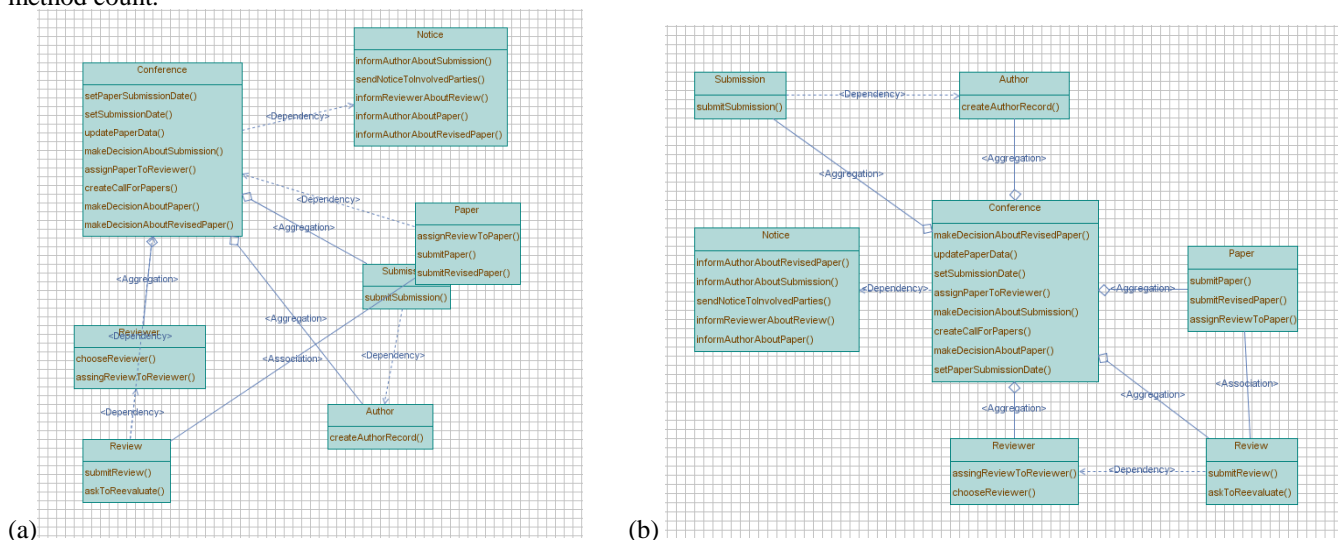 method count.
Notice
informAuthorAboutSubmission()
sendNoticeToInvolvedParties()
informReviewerAboutReview()
informAuthorAboutPaper()
informAuthorAboutRevisedPaper()
Conference
setPaperSubmissionDate()
setSubmissionDate()
updatePaperData()
makeDecisionAboutSubmission()
assignPaperToReviewer()
createCallForPapers()
makeDecisionAboutPaper()
makeDecisionAboutRevisedPaper()
<Dependency>
<Dependency>
<Aggregation>
Paper
assignReviewToPaper()
submitPaper()
submitRevisedPaper()
Submiss
submitSubmission()
<Aggregation>
<Aggregation>
<Association>
<Dependency>
Reviewer
<Dependency>
chooseReviewer()
assingReviewToReviewer()
<Dependency>
Author
createAuthorRecord()
Review
submitReview()
askToReevaluate()
(a)
Submission
submitSubmission()
<Dependency>
Author
createAuthorRecord()
<Aggregation>
<Aggregation>
Conference
makeDecisionAboutRevisedPaper()
updatePaperData()
setSubmissionDate()
assignPaperToReviewer()
makeDecisionAboutSubmission()
createCallForPapers()
makeDecisionAboutPaper()
setPaperSubmissionDate()
Notice
informAuthorAboutRevisedPaper()
informAuthorAboutSubmission()
sendNoticeToInvolvedParties()
informReviewerAboutReview()
informAuthorAboutPaper()
<Dependency>
<Aggregation>
Paper
submitPaper()
submitRevisedPaper()
assignReviewToPaper()
<Association>
<Aggregation>
<Aggregation>
Reviewer
assingReviewToReviewer()
chooseReviewer()
<Dependency>
Review
submitReview()
askToReevaluate()
(b)